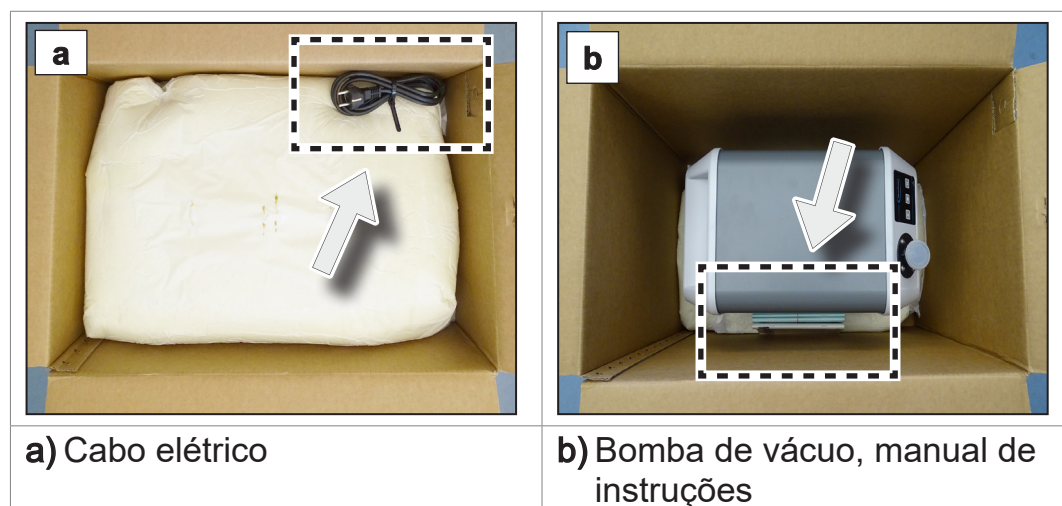 a
b
a) Cabo elétrico
b) Bomba de vácuo, manual de
instruções